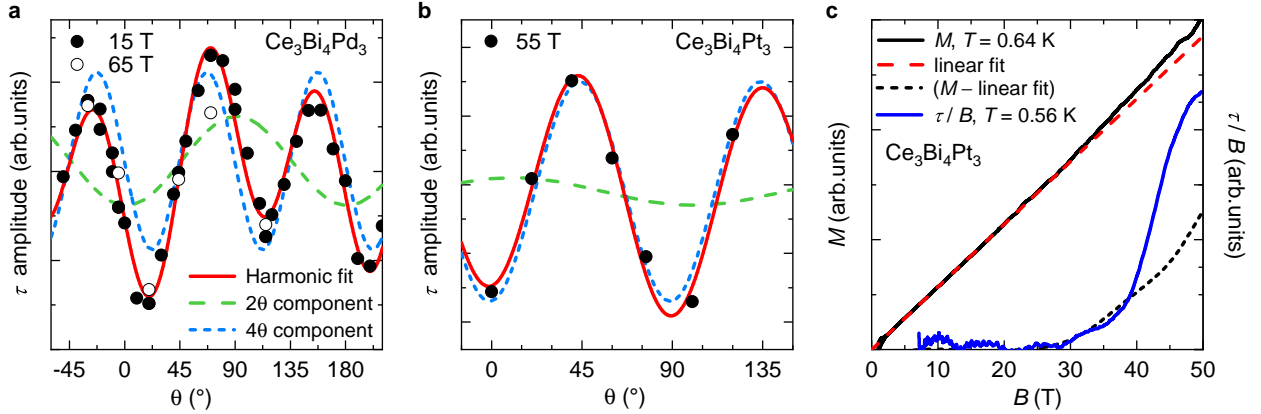 a
15 T
65 T
Ce3Bi4Pd3
τ amplitude (arb.units)
Harmonic fit
2θ component
4θ component
-45 0 45 90 135 180
θ (°)
b
55 T
Ce3Bi4Pt3
τ amplitude (arb.units)
0 45 90 135
θ (°)
c
M, T = 0.64 K
linear fit
(M – linear fit)
τ / B, T = 0.56 K
Ce3Bi4Pt3
M (arb.units)
τ / B (arb.units)
0 10 20 30 40 50
B (T)